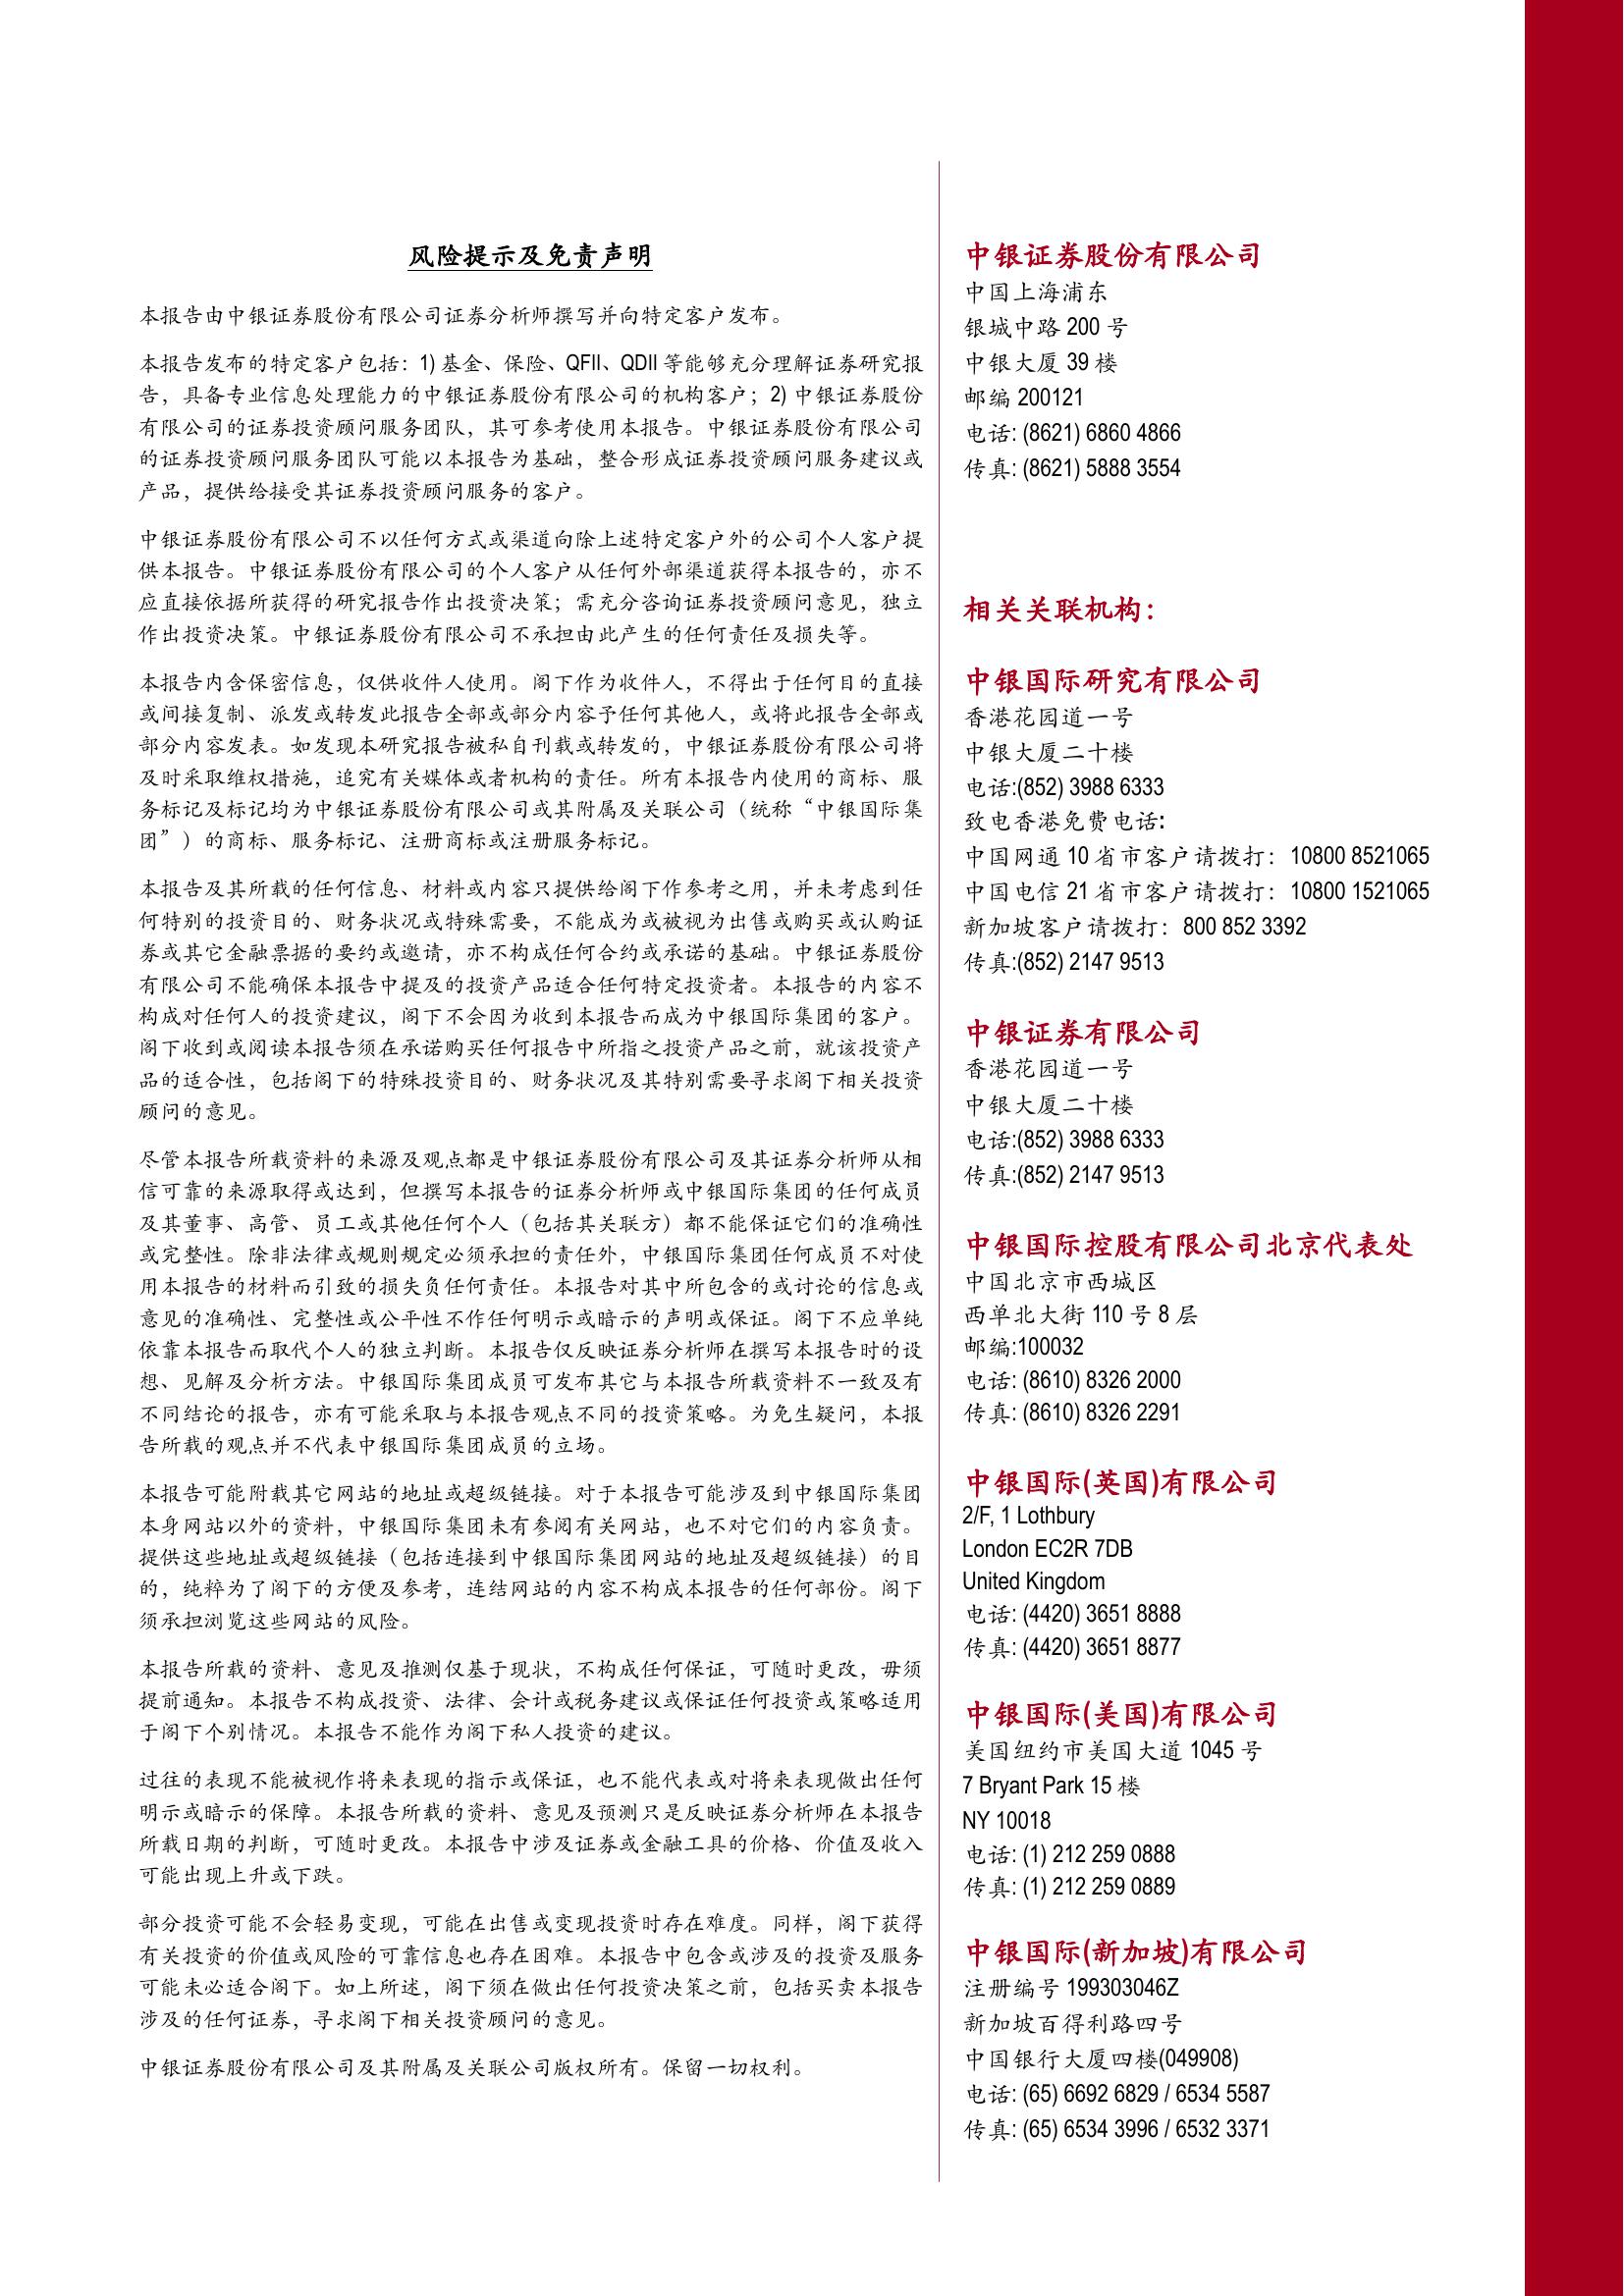 风险提示及免责声明
本报告由中银证券股份有限公司证券分析师撰写并向特定客户发布。
本报告发布的特定客户包括：1) 基金、保险、QFII、QDII 等能够充分理解证券研究报
告，具备专业信息处理能力的中银证券股份有限公司的机构客户；2) 中银证券股份
有限公司的证券投资顾问服务团队，其可参考使用本报告。中银证券股份有限公司
的证券投资顾问服务团队可能以本报告为基础，整合形成证券投资顾问服务建议或
产品，提供给接受其证券投资顾问服务的客户。
中银证券股份有限公司不以任何方式或渠道向除上述特定客户外的公司个人客户提
供本报告。中银证券股份有限公司的个人客户从任何外部渠道获得本报告的，亦不
应直接依据所获得的研究报告作出投资决策；需充分咨询证券投资顾问意见，独立
作出投资决策。中银证券股份有限公司不承担由此产生的任何责任及损失等。
本报告内含保密信息，仅供收件人使用。阁下作为收件人，不得出于任何目的直接
或间接复制、派发或转发此报告全部或部分内容予任何其他人，或将此报告全部或
部分内容发表。如发现本研究报告被私自刊载或转发的，中银证券股份有限公司将
及时采取维权措施，追究有关媒体或者机构的责任。所有本报告内使用的商标、服
务标记及标记均为中银证券股份有限公司或其附属及关联公司（统称“中银国际集
团”）的商标、服务标记、注册商标或注册服务标记。
本报告及其所载的任何信息、材料或内容只提供给阁下作参考之用，并未考虑到任
何特别的投资目的、财务状况或特殊需要，不能成为或被视为出售或购买或认购证
券或其它金融票据的要约或邀请，亦不构成任何合约或承诺的基础。中银证券股份
有限公司不能确保本报告中提及的投资产品适合任何特定投资者。本报告的内容不
构成对任何人的投资建议，阁下不会因为收到本报告而成为中银国际集团的客户。
阁下收到或阅读本报告须在承诺购买任何报告中所指之投资产品之前，就该投资产
品的适合性，包括阁下的特殊投资目的、财务状况及其特别需要寻求阁下相关投资
顾问的意见。
尽管本报告所载资料的来源及观点都是中银证券股份有限公司及其证券分析师从相
信可靠的来源取得或达到，但撰写本报告的证券分析师或中银国际集团的任何成员
及其董事、高管、员工或其他任何个人（包括其关联方）都不能保证它们的准确性
或完整性。除非法律或规则规定必须承担的责任外，中银国际集团任何成员不对使
用本报告的材料而引致的损失负任何责任。本报告对其中所包含的或讨论的信息或
意见的准确性、完整性或公平性不作任何明示或暗示的声明或保证。阁下不应单纯
依靠本报告而取代个人的独立判断。本报告仅反映证券分析师在撰写本报告时的设
想、见解及分析方法。中银国际集团成员可发布其它与本报告所载资料不一致及有
不同结论的报告，亦有可能采取与本报告观点不同的投资策略。为免生疑问，本报
告所载的观点并不代表中银国际集团成员的立场。
本报告可能附载其它网站的地址或超级链接。对于本报告可能涉及到中银国际集团
本身网站以外的资料，中银国际集团未有参阅有关网站，也不对它们的内容负责。
提供这些地址或超级链接（包括连接到中银国际集团网站的地址及超级链接）的目
的，纯粹为了阁下的方便及参考，连结网站的内容不构成本报告的任何部份。阁下
须承担浏览这些网站的风险。
本报告所载的资料、意见及推测仅基于现状，不构成任何保证，可随时更改，毋须
提前通知。本报告不构成投资、法律、会计或税务建议或保证任何投资或策略适用
于阁下个别情况。本报告不能作为阁下私人投资的建议。
过往的表现不能被视作将来表现的指示或保证，也不能代表或对将来表现做出任何
明示或暗示的保障。本报告所载的资料、意见及预测只是反映证券分析师在本报告
所载日期的判断，可随时更改。本报告中涉及证券或金融工具的价格、价值及收入
可能出现上升或下跌。
部分投资可能不会轻易变现，可能在出售或变现投资时存在难度。同样，阁下获得
有关投资的价值或风险的可靠信息也存在困难。本报告中包含或涉及的投资及服务
可能未必适合阁下。如上所述，阁下须在做出任何投资决策之前，包括买卖本报告
涉及的任何证券，寻求阁下相关投资顾问的意见。
中银证券股份有限公司及其附属及关联公司版权所有。保留一切权利。
中银证券股份有限公司
中国上海浦东
银城中路 200 号
中银大厦 39 楼
邮编 200121
电话: (8621) 6860 4866
传真: (8621) 5888 3554
相关关联机构：
中银国际研究有限公司
香港花园道一号
中银大厦二十楼
电话:(852) 3988 6333
致电香港免费电话:
中国网通 10 省市客户请拨打：10800 8521065
中国电信 21 省市客户请拨打：10800 1521065
新加坡客户请拨打：800 852 3392
传真:(852) 2147 9513
中银证券有限公司
香港花园道一号
中银大厦二十楼
电话:(852) 3988 6333
传真:(852) 2147 9513
中银国际控股有限公司北京代表处
中国北京市西城区
西单北大街 110 号 8 层
邮编:100032
电话: (8610) 8326 2000
传真: (8610) 8326 2291
中银国际(英国)有限公司
2/F, 1 Lothbury
London EC2R 7DB
United Kingdom
电话: (4420) 3651 8888
传真: (4420) 3651 8877
中银国际(美国)有限公司
美国纽约市美国大道 1045 号
7 Bryant Park 15 楼
NY 10018
电话: (1) 212 259 0888
传真: (1) 212 259 0889
中银国际(新加坡)有限公司
注册编号 199303046Z
新加坡百得利路四号
中国银行大厦四楼(049908)
电话: (65) 6692 6829 / 6534 5587
传真: (65) 6534 3996 / 6532 3371